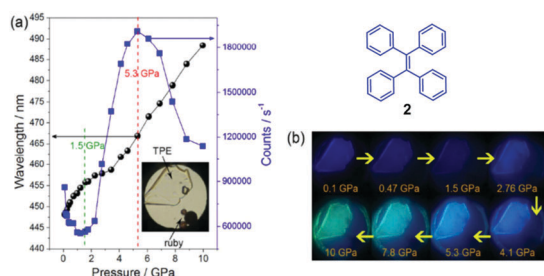 (a)
495
490
485
480
475
470
465
460
455
450
445
440
Wavelength / nm
5.3 GPa
1.5 GPa
TPE
ruby
1800000
1500000
1200000
900000
600000
Counts / s⁻¹
0 2 4 6 8 10
Pressure / GPa
2
(b)
0.1 GPa 0.47 GPa 1.5 GPa 2.76 GPa
10 GPa 7.8 GPa 5.3 GPa 4.1 GPa